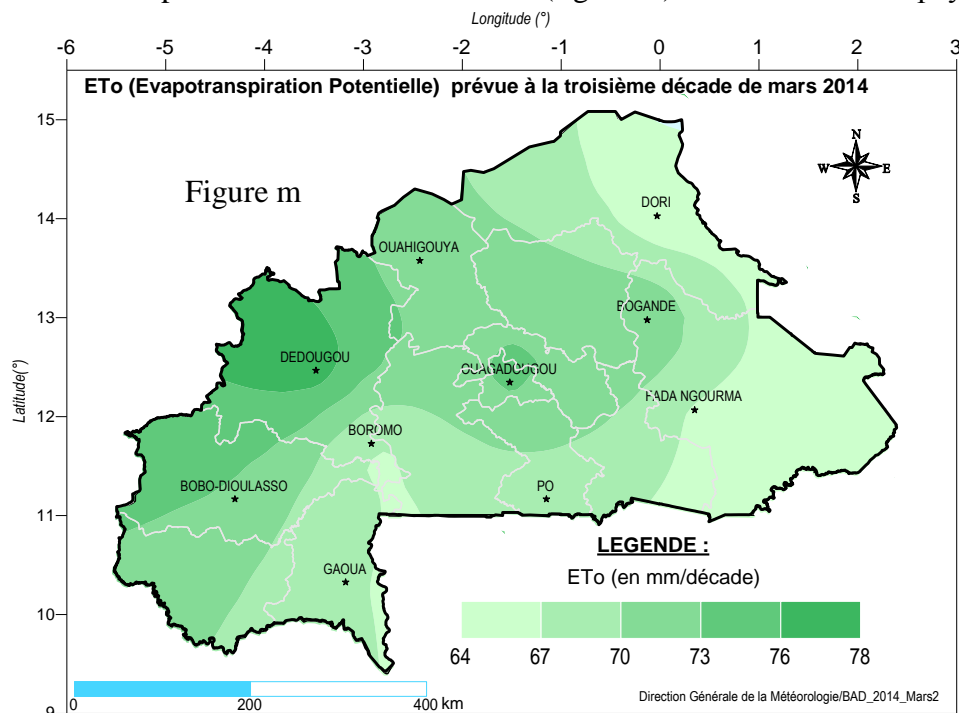 Longitude (°)
-6 -5 -4 -3 -2 -1 0 1 2 3
ETo (Evapotranspiration Potentielle) prévue à la troisième décade de mars 2014
15
N
W E
S
Figure m
DORI
14
OUAHIGOUYA
BOGANDE
13
DEDOUGOU
OUAGADOUGOU
Latitude(°)
FADA NGOURMA
12
BOROMO
BOBO-DIOULASSO
PO
11
LEGENDE :
GAOUA
ETo (en mm/décade)
10
64 67 70 73 76 78
0 200 400 km
Direction Générale de la Météorologie/BAD_2014_Mars2
9